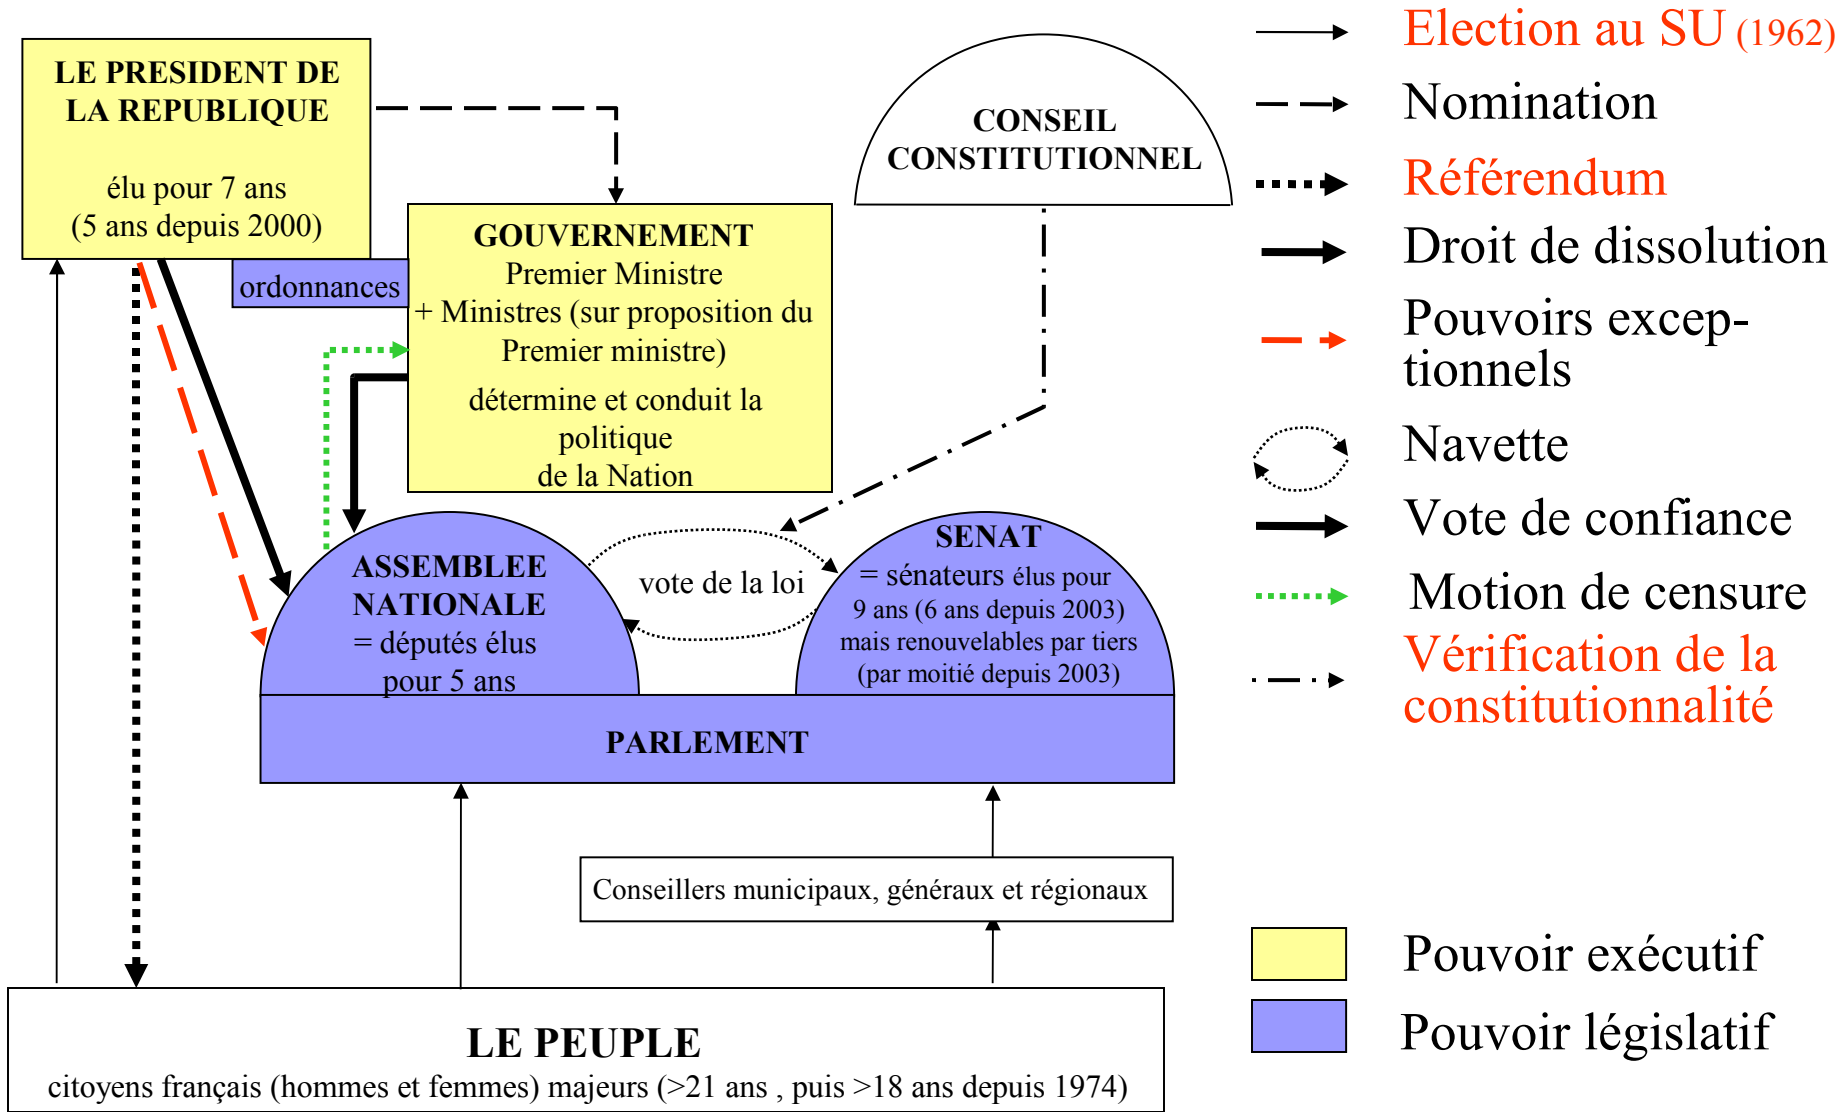 LE PRESIDENT DE
LA REPUBLIQUE
élu pour 7 ans
(5 ans depuis 2000)
ordonnances
GOUVERNEMENT
Premier Ministre
+ Ministres (sur proposition du
Premier ministre)
détermine et conduit la
politique
de la Nation
CONSEIL
CONSTITUTIONNEL
ASSEMBLEE
NATIONALE
= députés élus
pour 5 ans
vote de la loi
SENAT
= sénateurs élus pour
9 ans (6 ans depuis 2003)
mais renouvelables par tiers
(par moitié depuis 2003)
PARLEMENT
Conseillers municipaux, généraux et régionaux
LE PEUPLE
citoyens français (hommes et femmes) majeurs (>21 ans , puis >18 ans depuis 1974)
Election au SU (1962)
Nomination
Référendum
Droit de dissolution
Pouvoirs excep-
tionnels
Navette
Vote de confiance
Motion de censure
Vérification de la
constitutionnalité
Pouvoir exécutif
Pouvoir législatif